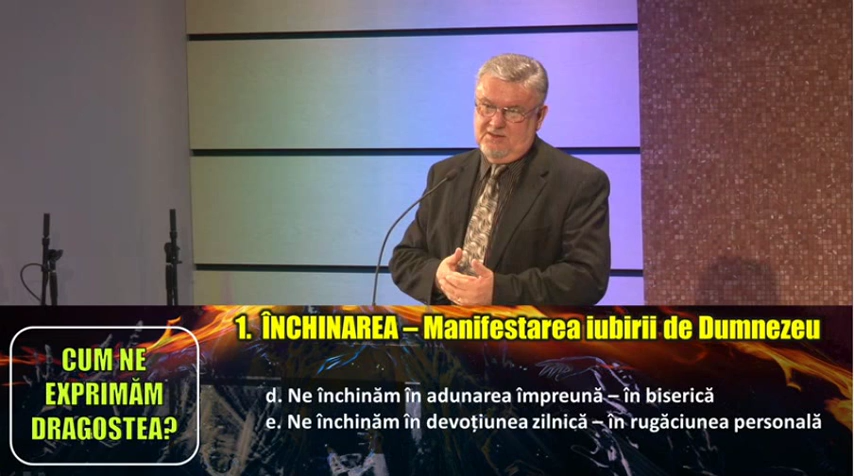 1. ÎNCHINAREA – Manifestarea iubirii de Dumnezeu
CUM NE
EXPRIMĂM
DRAGOSTEA?
d. Ne închinăm în adunarea împreună – în biserică
e. Ne închinăm în devoțiunea zilnică – în rugăciunea personală